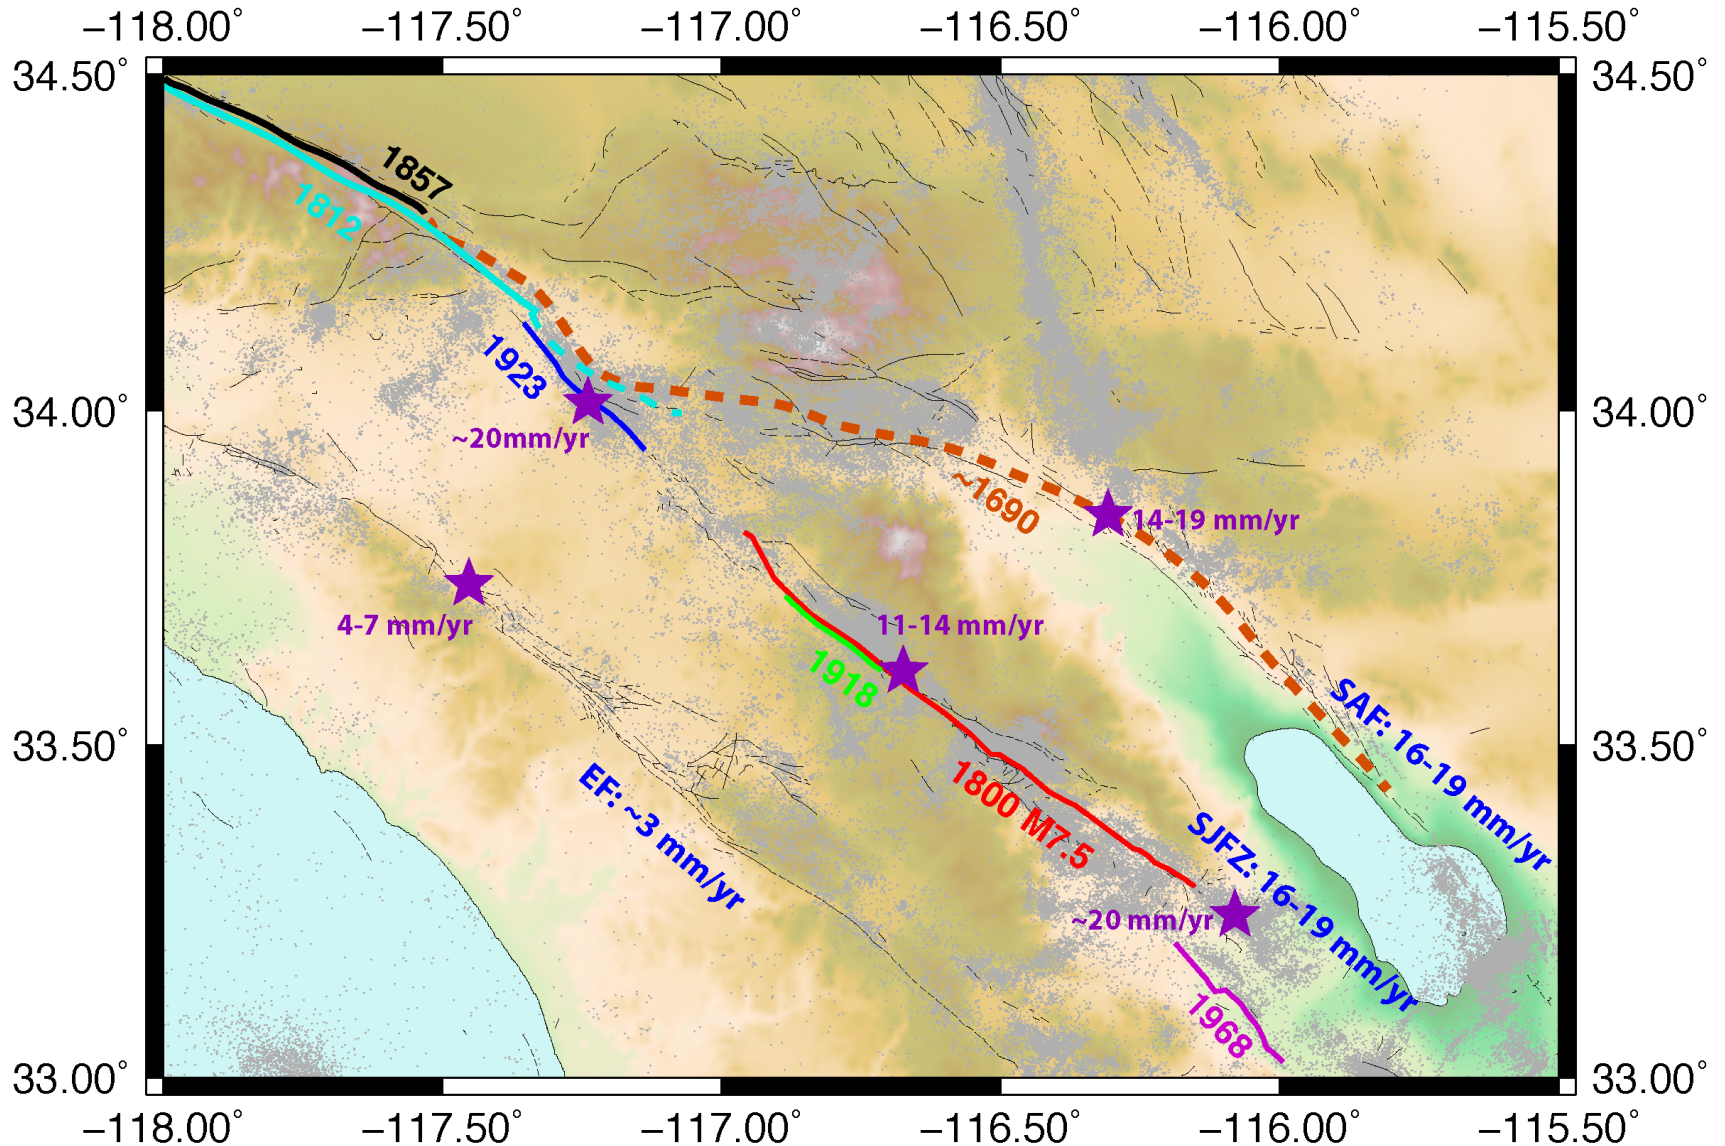 −118.00° −117.50° −117.00° −116.50° −116.00° −115.50°
34.50° 34.50°
1857
1812
1923
34.00° 34.00°
~20mm/yr
~1690
14-19 mm/yr
4-7 mm/yr
11-14 mm/yr
1918
SAF: 16-19 mm/yr
33.50° 33.50°
EF: ~3 mm/yr
1800 M7.5
SJFZ: 16-19 mm/yr
~20 mm/yr
1968
33.00° 33.00°
−118.00° −117.50° −117.00° −116.50° −116.00° −115.50°